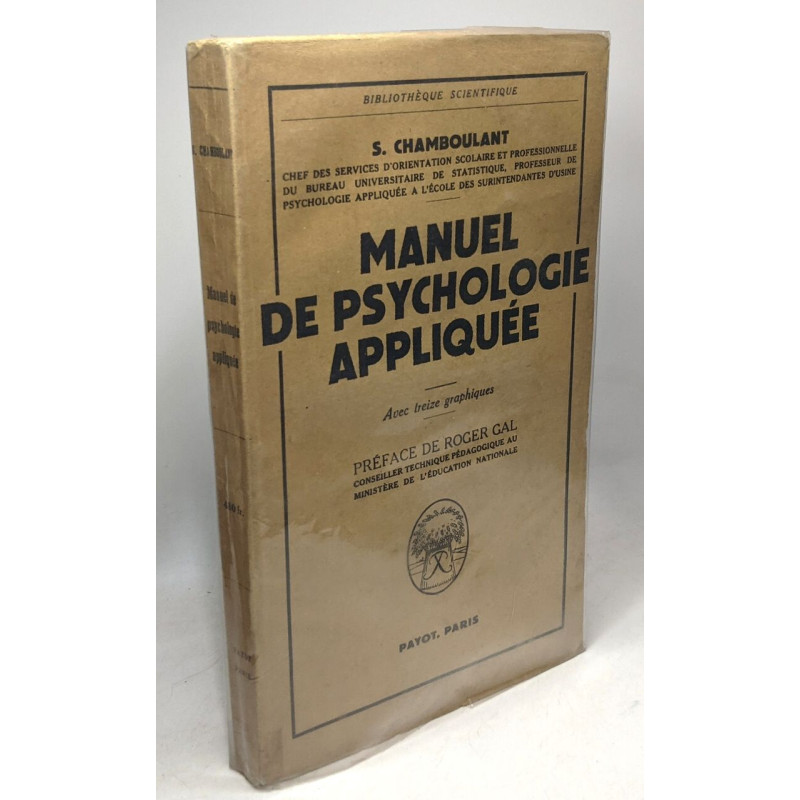 BIBLIOTHÈQUE SCIENTIFIQUE
S. CHAMBOULANT
CHEF DES SERVICES D'ORIENTATION SCOLAIRE ET PROFESSIONNELLE
DU BUREAU UNIVERSITAIRE DE STATISTIQUE, PROFESSEUR DE
PSYCHOLOGIE APPLIQUÉE A L'ÉCOLE DES SURINTENDANTES D'USINE
MANUEL
DE PSYCHOLOGIE
APPLIQUÉE
Avec treize graphiques
PRÉFACE DE ROGER GAL
CONSEILLER TECHNIQUE PÉDAGOGIQUE AU
MINISTÈRE DE L'ÉDUCATION NATIONALE
PAYOT, PARIS
S. CHAMBOULANT
Manuel de
psychologie
appliquée